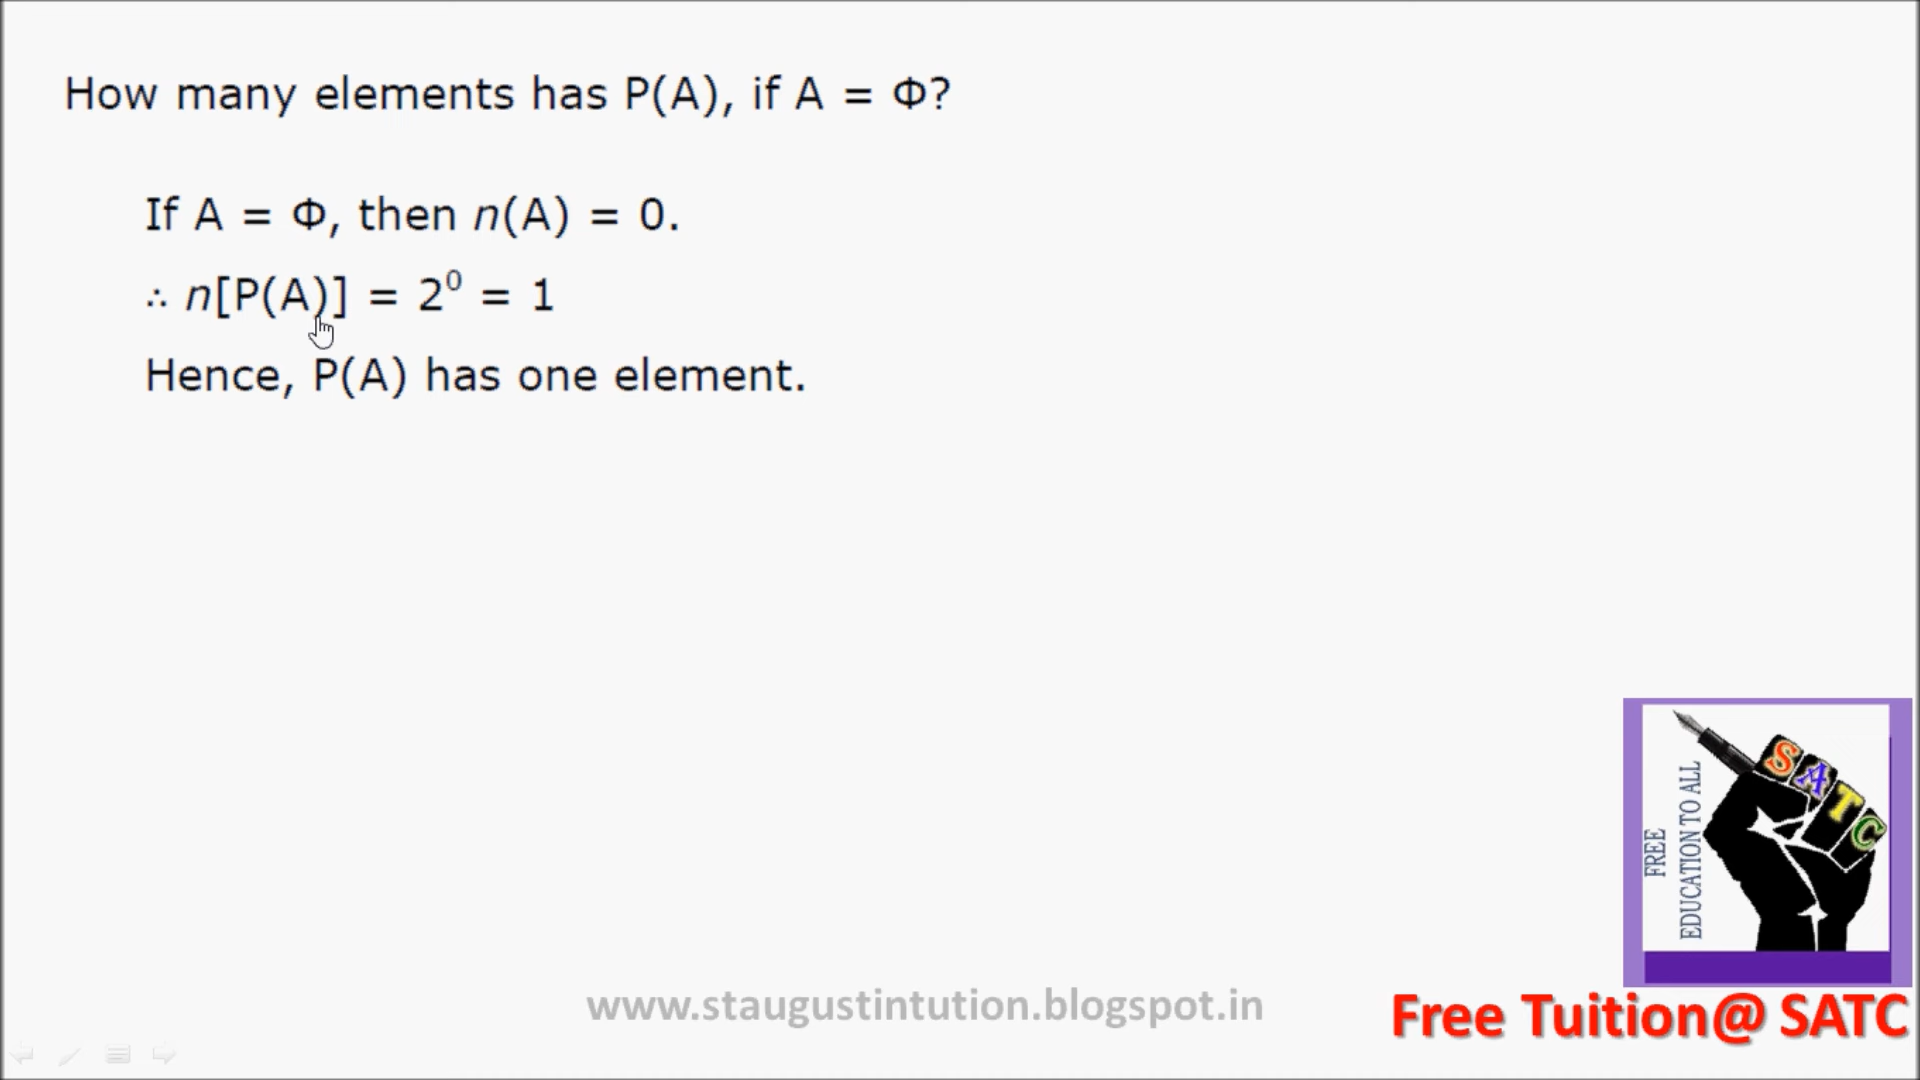 How many elements has P(A), if A = Φ?
If A = Φ, then n(A) = 0.
∴ n[P(A)] = 2⁰ = 1
Hence, P(A) has one element.
SATC
FREE
EDUCATION TO ALL
www.staugustintution.blogspot.in
Free Tuition@ SATC